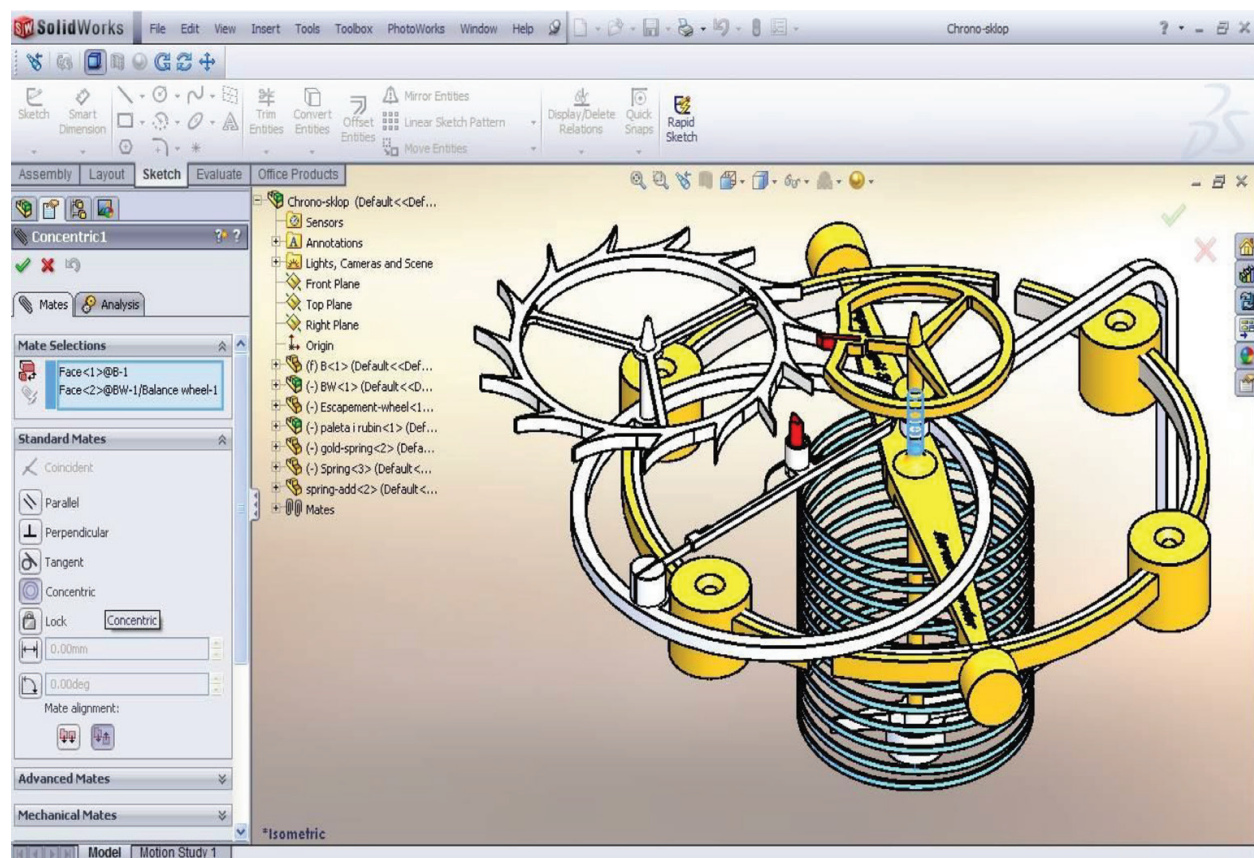 SolidWorks File Edit View Insert Tools Toolbox PhotoWorks Window Help Chrono-sklop ?
Sketch Smart Dimension Trim Entities Convert Entities Offset Entities Mirror Entities Display/Delete Relations Quick Snaps Rapid Sketch
Linear Sketch Pattern
Move Entities
Assembly Layout Sketch Evaluate Office Products
Concentric1
Mates Analysis
Mate Selections
Face<1>@B-1
Face<2>@BW-1/Balance wheel-1
Standard Mates
Coincident
Parallel
Perpendicular
Tangent
Concentric
Lock Concentric
0.00mm
0.00deg
Mate alignment:
Advanced Mates
Mechanical Mates
Model Motion Study 1
Chrono-sklop (Default<<Def...
Sensors
Annotations
Lights, Cameras and Scene
Front Plane
Top Plane
Right Plane
Origin
(f) B<1> (Default<<Def...
(-) BW<1> (Default<<D...
(-) Escapement-wheel<1...
(-) paleta i rubin<1> (Def...
(-) gold-spring<2> (Defa...
(-) Spring<3> (Default<...
spring-add<2> (Default<...
Mates
*Isometric